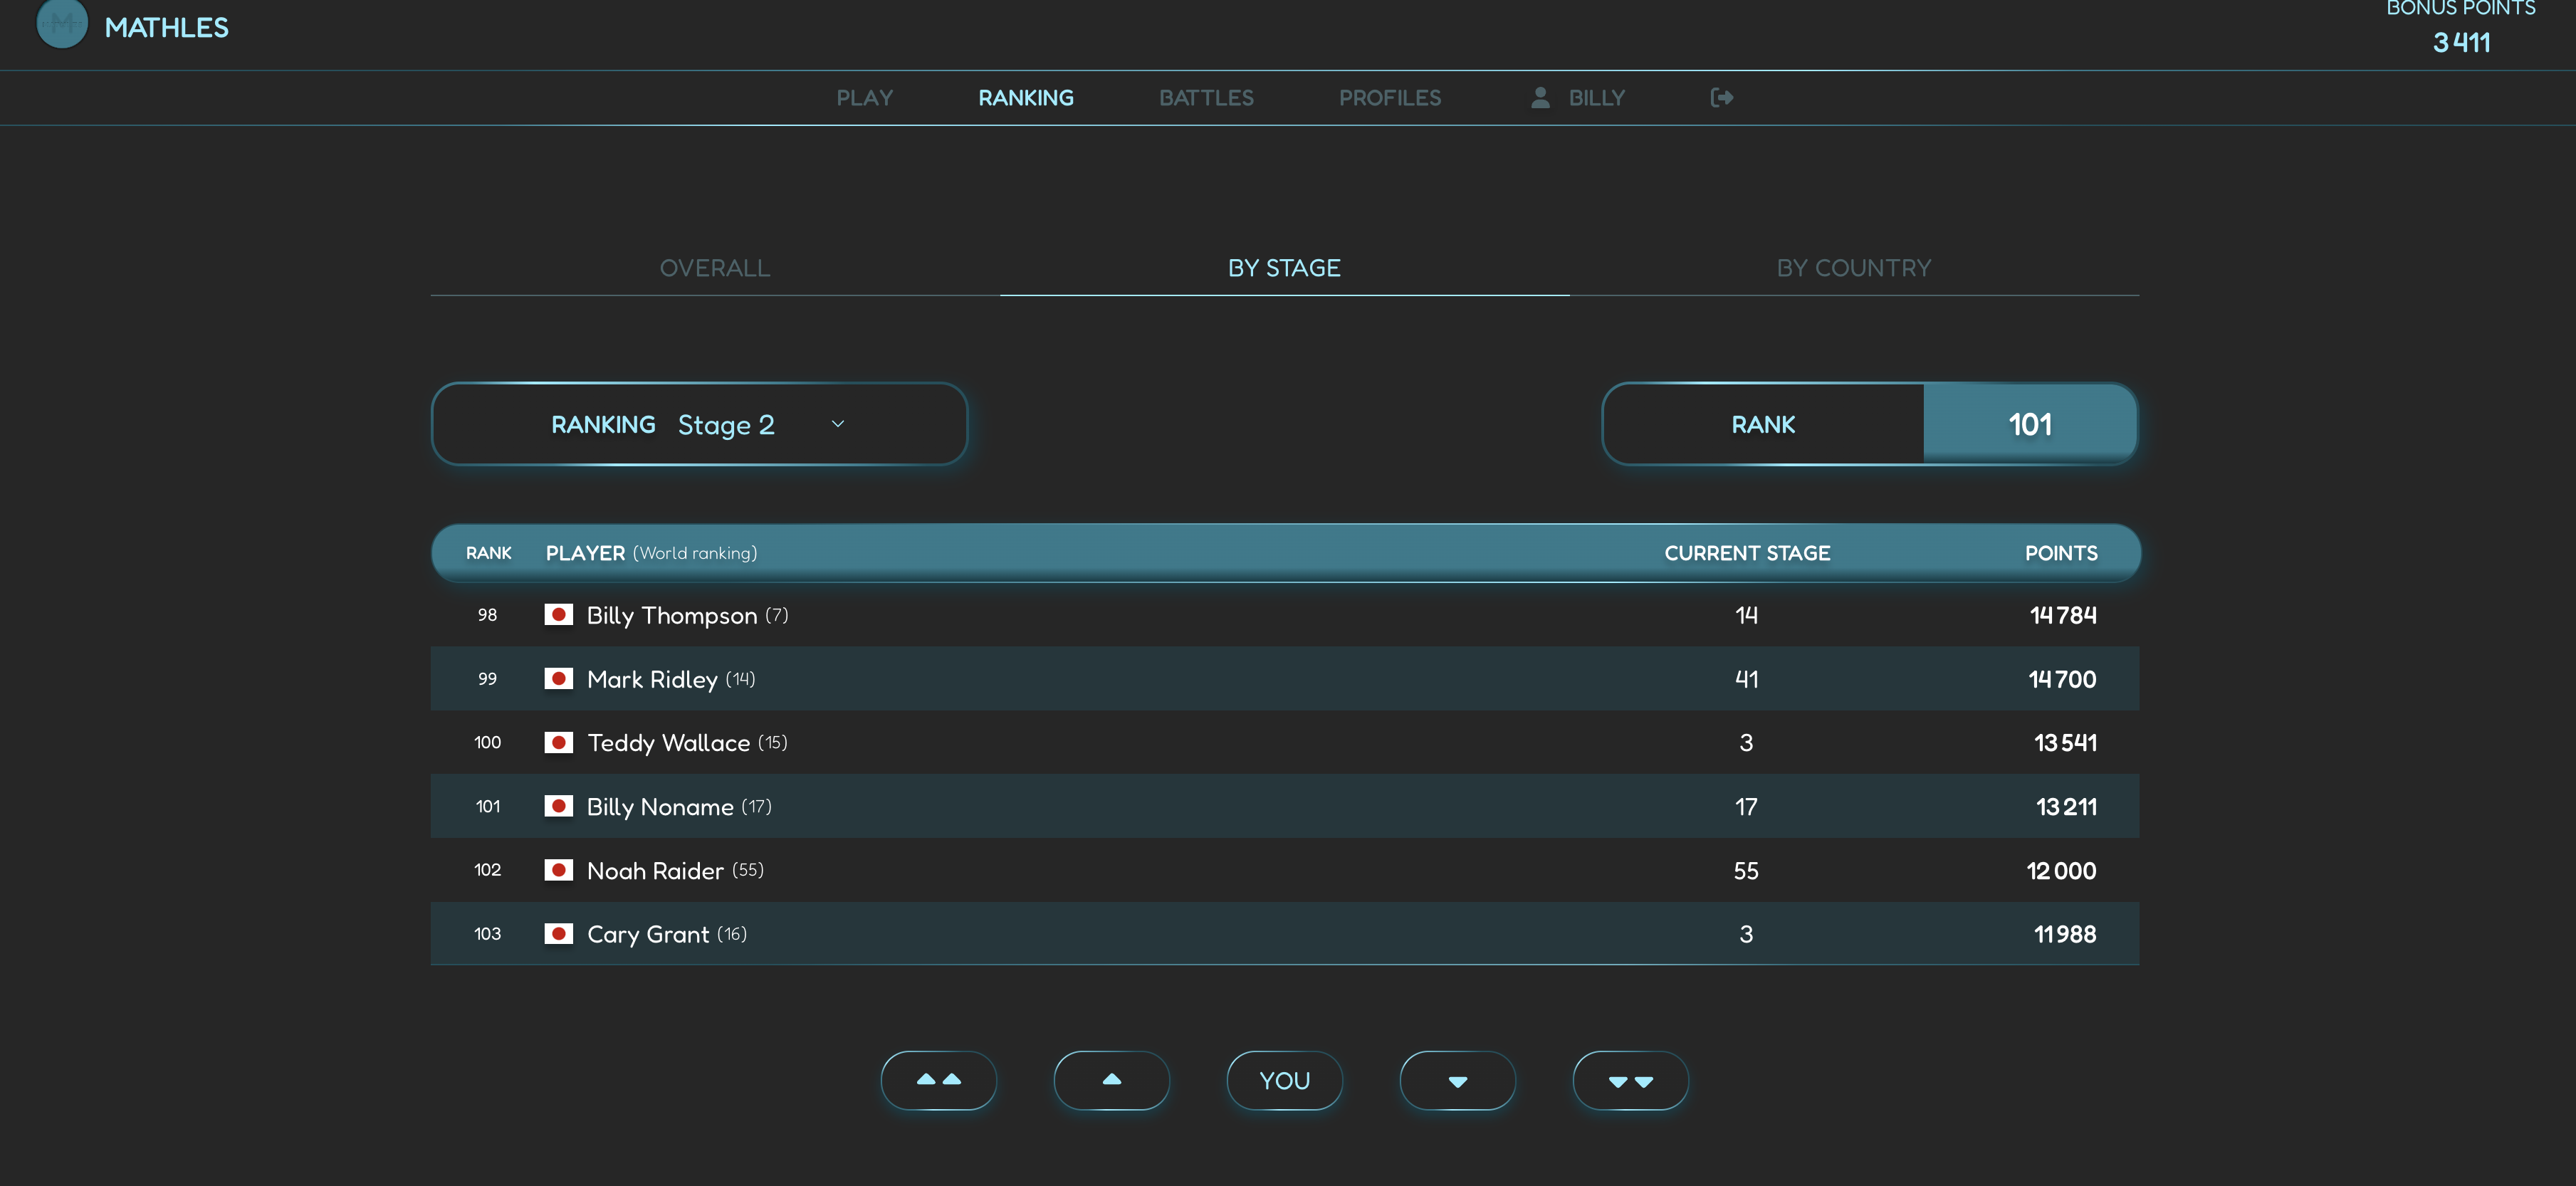 MATHLES
BONUS POINTS
3 411
PLAY RANKING BATTLES PROFILES BILLY
OVERALL BY STAGE BY COUNTRY
RANKING Stage 2
RANK 101
RANK PLAYER (World ranking) CURRENT STAGE POINTS
98 Billy Thompson (7) 14 14 784
99 Mark Ridley (14) 41 14 700
100 Teddy Wallace (15) 3 13 541
101 Billy Noname (17) 17 13 211
102 Noah Raider (55) 55 12 000
103 Cary Grant (16) 3 11 988
YOU